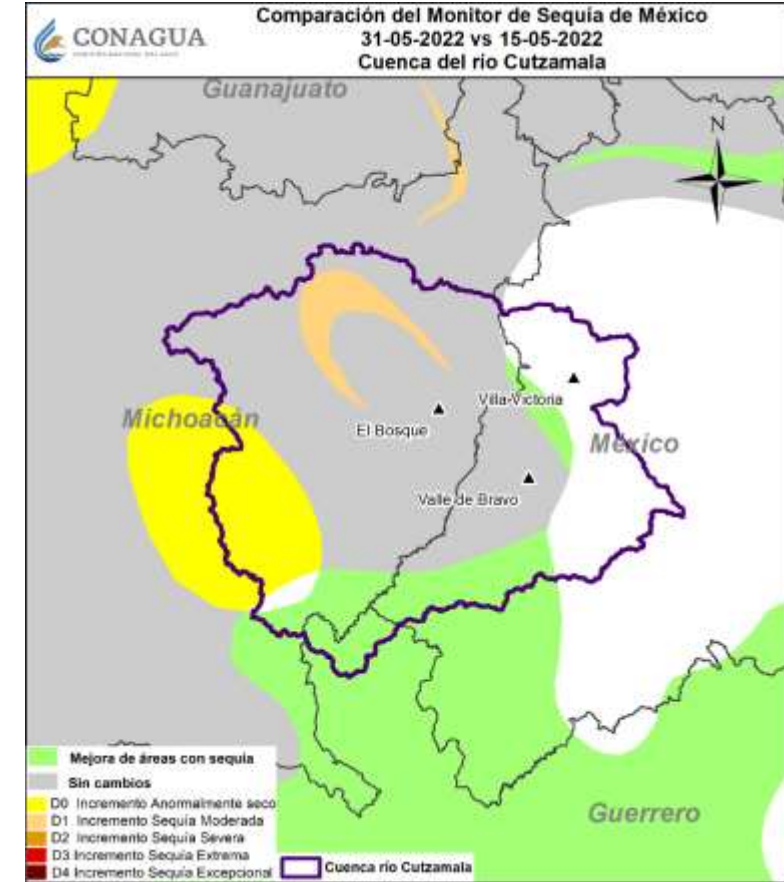 CONAGUA
Comparación del Monitor de Sequía de México
31-05-2022 vs 15-05-2022
Cuenca del río Cutzamala
Guanajuato
N
Villa-Victoria
Michoacán
El Bosque
México
Valle de Bravo
Mejora de áreas con sequía
Sin cambios
D0 Incremento Anormalmente seco
D1 Incremento Sequía Moderada
D2 Incremento Sequía Severa
D3 Incremento Sequía Extrema
D4 Incremento Sequía Excepcional
Cuenca río Cutzamala
Guerrero